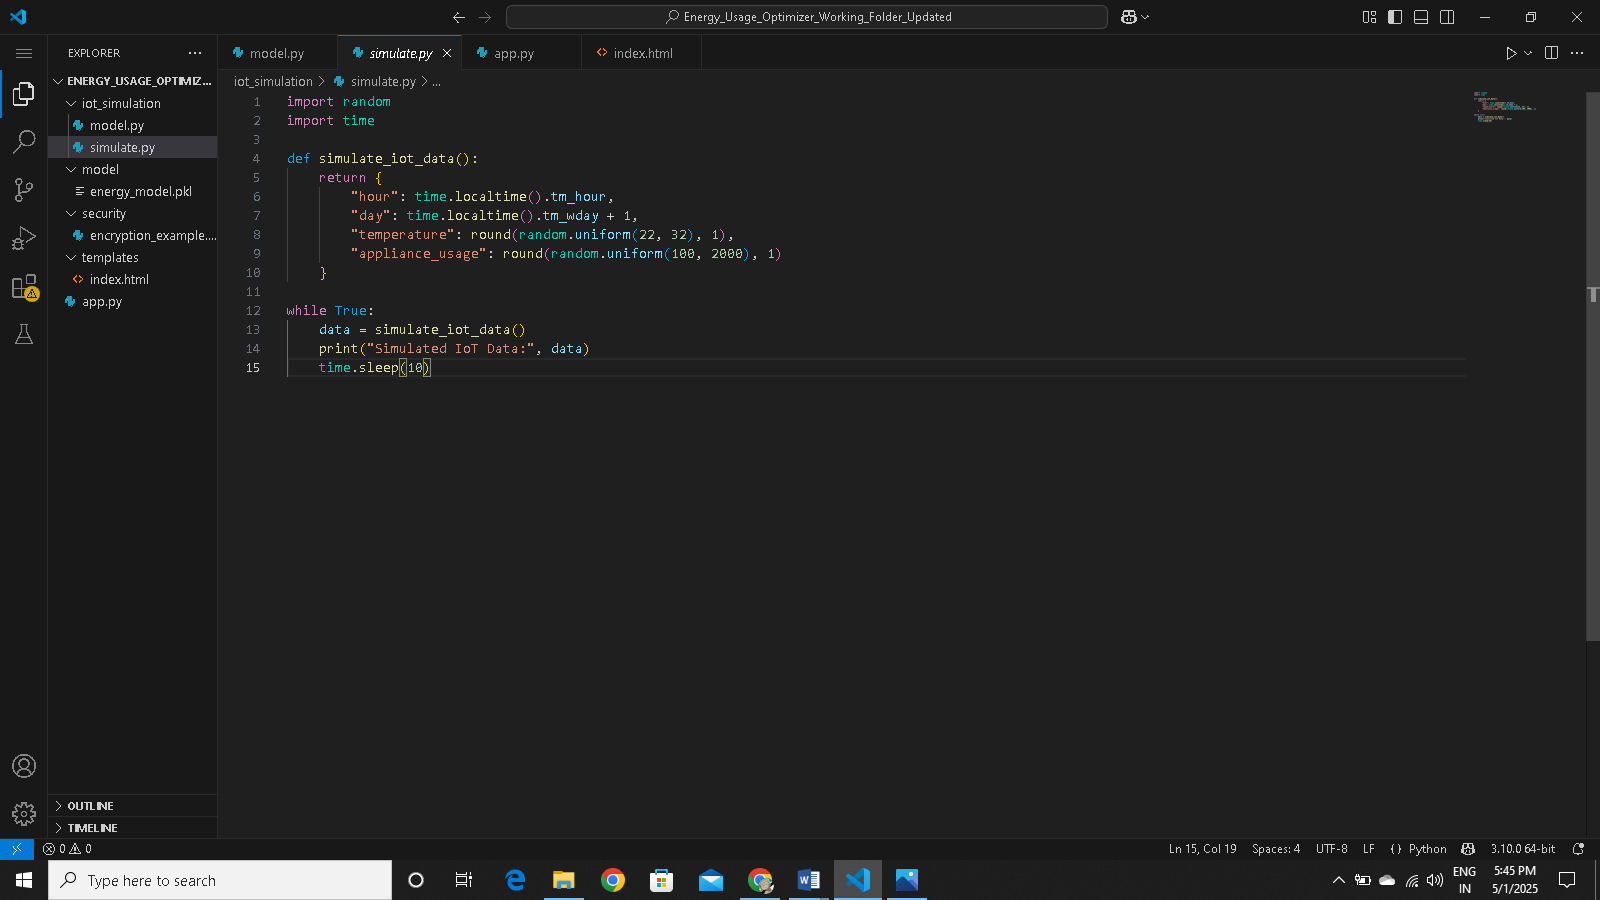 Energy_Usage_Optimizer_Working_Folder_Updated
EXPLORER
ENERGY_USAGE_OPTIMIZ...
iot_simulation
model.py
simulate.py
model
energy_model.pkl
security
encryption_example....
templates
index.html
app.py
OUTLINE
TIMELINE
model.py
simulate.py
app.py
index.html
iot_simulation > simulate.py > ...
1 import random
2 import time
3
4 def simulate_iot_data():
5     return {
6         "hour": time.localtime().tm_hour,
7         "day": time.localtime().tm_wday + 1,
8         "temperature": round(random.uniform(22, 32), 1),
9         "appliance_usage": round(random.uniform(100, 2000), 1)
10     }
11
12 while True:
13     data = simulate_iot_data()
14     print("Simulated IoT Data:", data)
15     time.sleep(10)
0 0
Ln 15, Col 19 Spaces: 4 UTF-8 LF {} Python 3.10.0 64-bit
Type here to search
ENG
IN
5:45 PM
5/1/2025